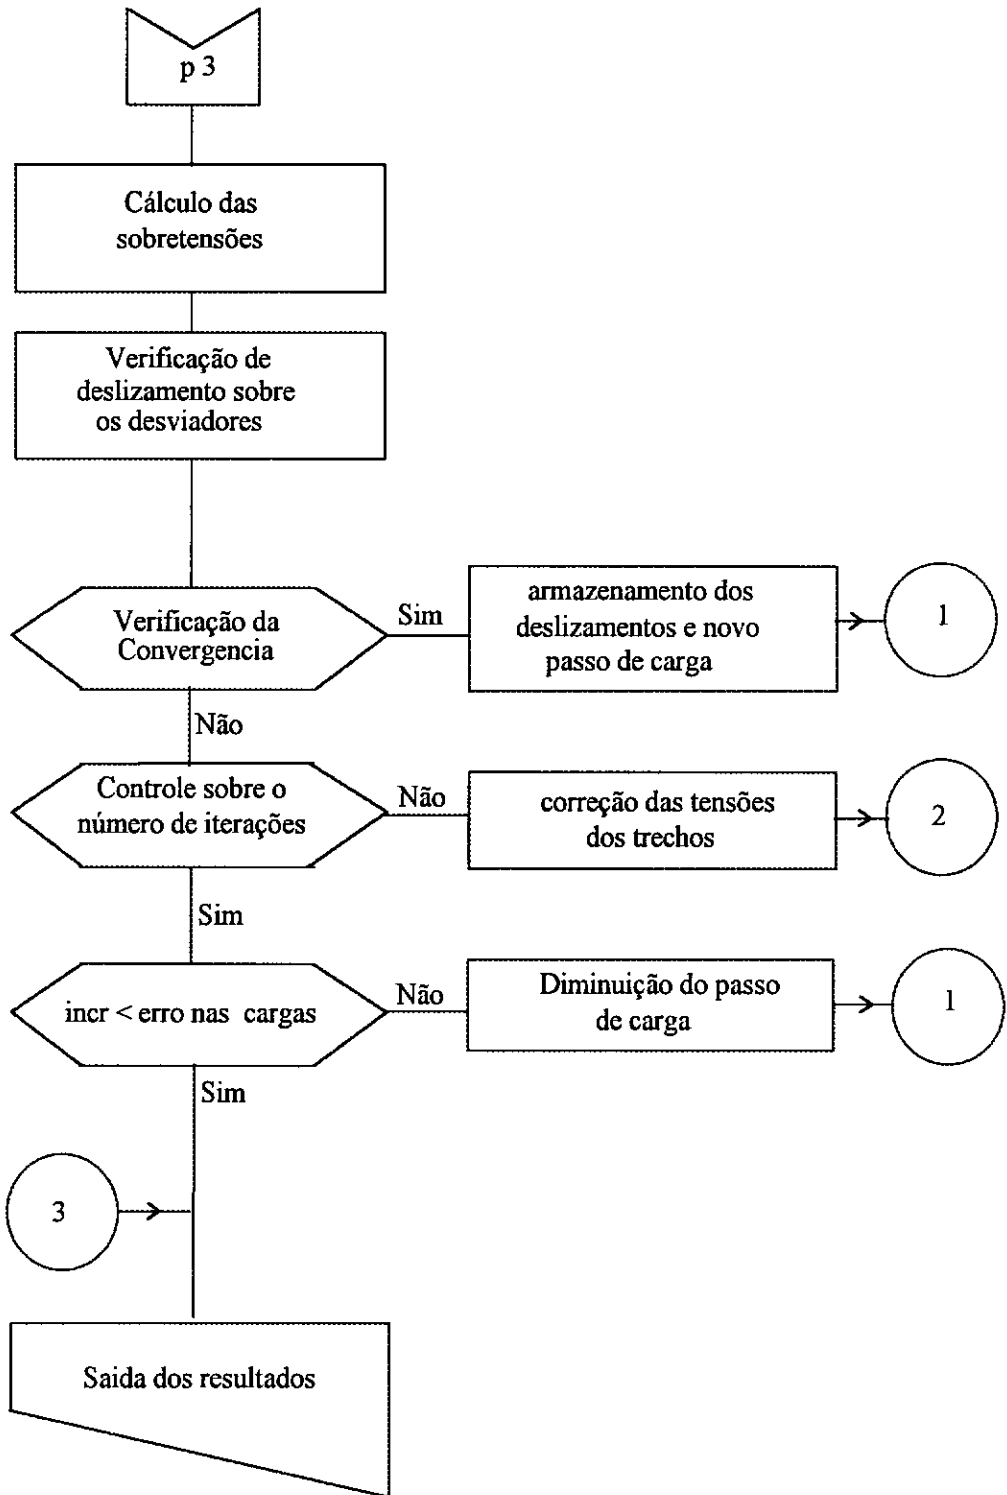 p 3
Cálculo das
sobretensões
Verificação de
deslizamento sobre
os desviadores
Verificação da
Convergencia
Sim
armazenamento dos
deslizamentos e novo
passo de carga
1
Não
Controle sobre o
número de iterações
Não
correção das tensões
dos trechos
2
Sim
incr < erro nas cargas
Não
Diminuição do passo
de carga
1
Sim
3
Saida dos resultados